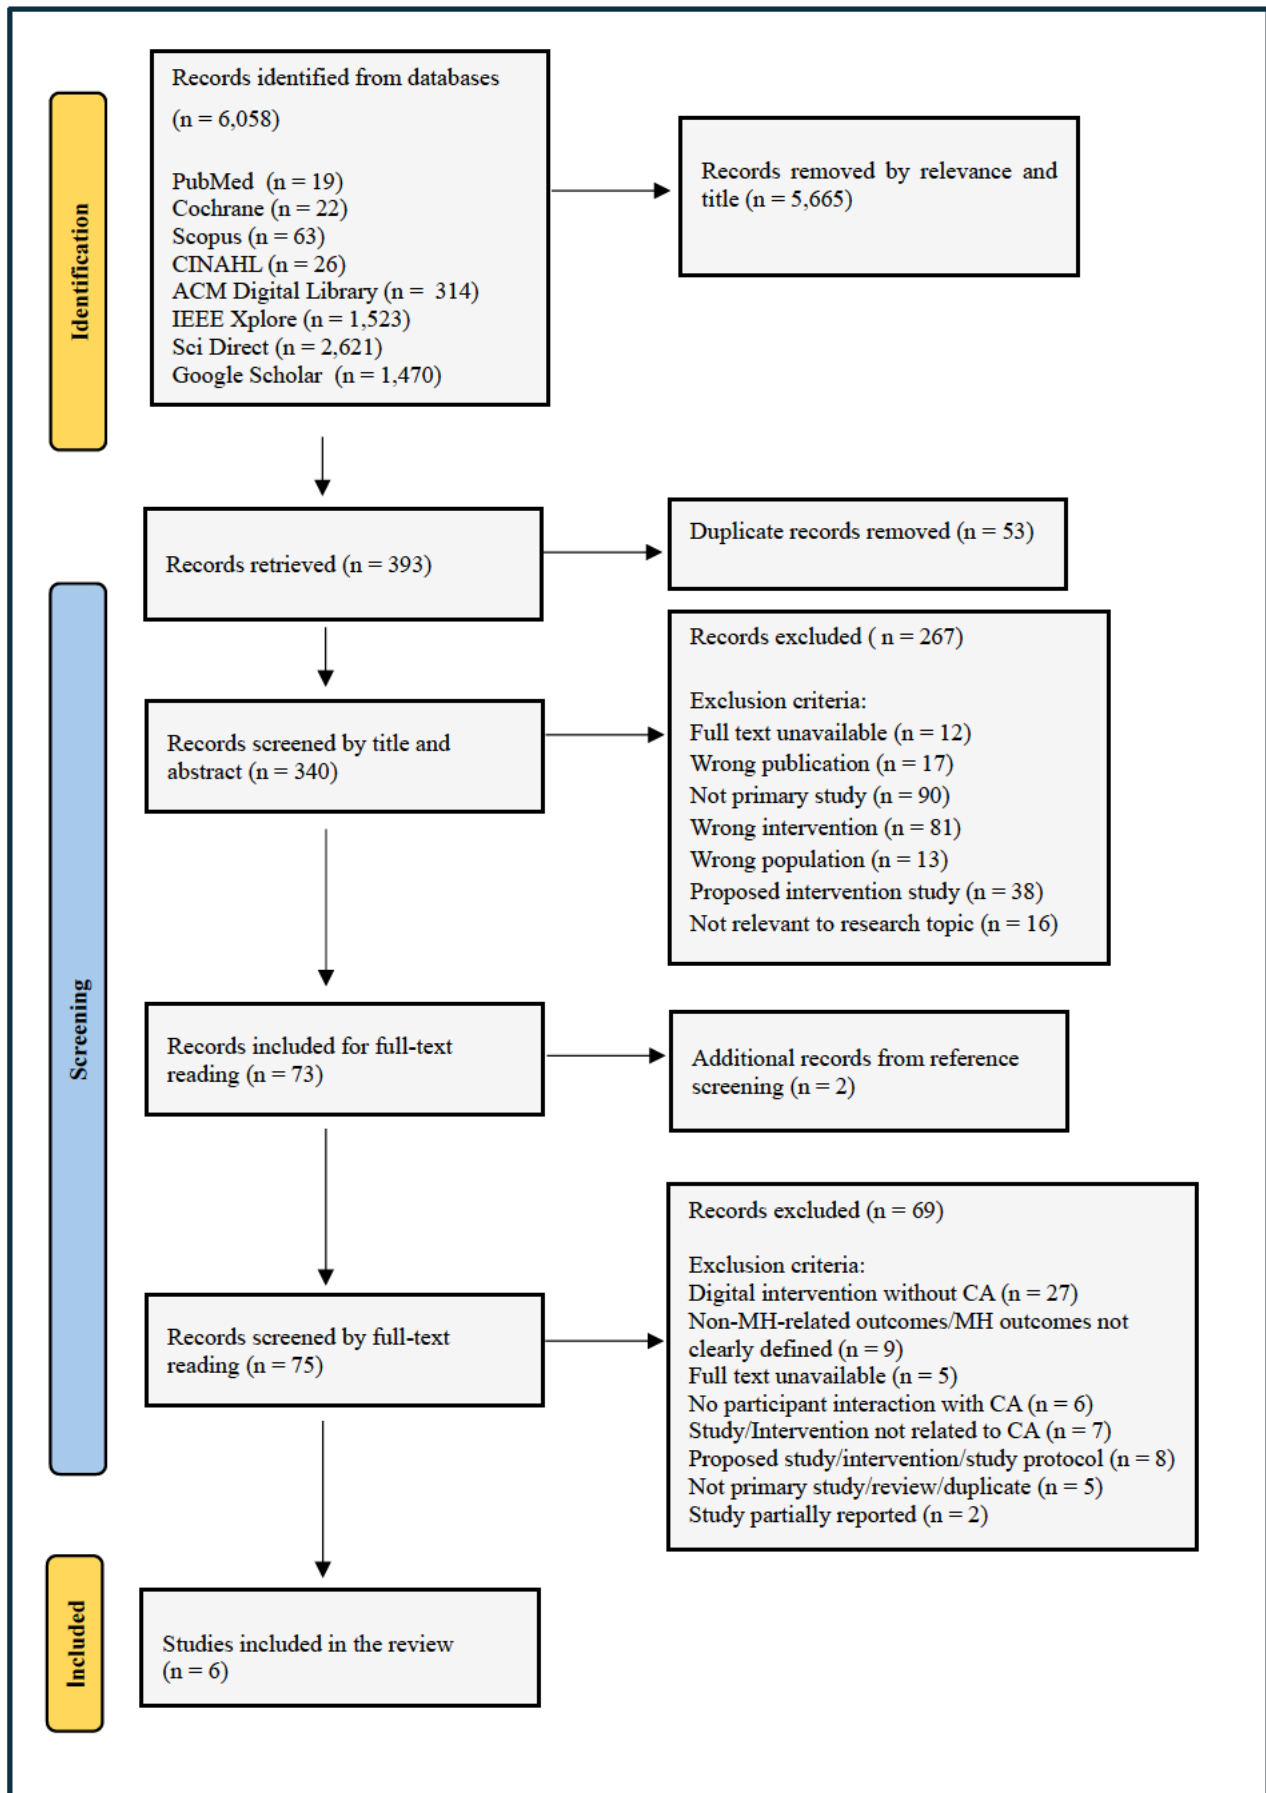 Identification
Records identified from databases
(n = 6,058)
PubMed (n = 19)
Cochrane (n = 22)
Scopus (n = 63)
CINAHL (n = 26)
ACM Digital Library (n = 314)
IEEE Xplore (n = 1,523)
Sci Direct (n = 2,621)
Google Scholar (n = 1,470)
Records removed by relevance and
title (n = 5,665)
Records retrieved (n = 393)
Duplicate records removed (n = 53)
Screening
Records screened by title and
abstract (n = 340)
Records excluded ( n = 267)
Exclusion criteria:
Full text unavailable (n = 12)
Wrong publication (n = 17)
Not primary study (n = 90)
Wrong intervention (n = 81)
Wrong population (n = 13)
Proposed intervention study (n = 38)
Not relevant to research topic (n = 16)
Records included for full-text
reading (n = 73)
Additional records from reference
screening (n = 2)
Records screened by full-text
reading (n = 75)
Records excluded (n = 69)
Exclusion criteria:
Digital intervention without CA (n = 27)
Non-MH-related outcomes/MH outcomes not
clearly defined (n = 9)
Full text unavailable (n = 5)
No participant interaction with CA (n = 6)
Study/Intervention not related to CA (n = 7)
Proposed study/intervention/study protocol (n = 8)
Not primary study/review/duplicate (n = 5)
Study partially reported (n = 2)
Included
Studies included in the review
(n = 6)